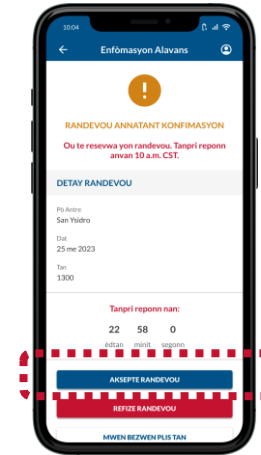 10:04
Enfòmasyon Alavans
RANDEVOU ANNATANT KONFIMASYON
Ou te resevwa yon randevou. Tanpri reponn
anvan 10 a.m. CST.
DETAY RANDEVOU
Pò Antre
San Ysidro
Dat
25 me 2023
Tan
1300
Tanpri reponn nan:
22 58 0
èdtan minit segonn
AKSEPTE RANDEVOU
REFIZE RANDEVOU
MWEN BEZWEN PLIS TAN